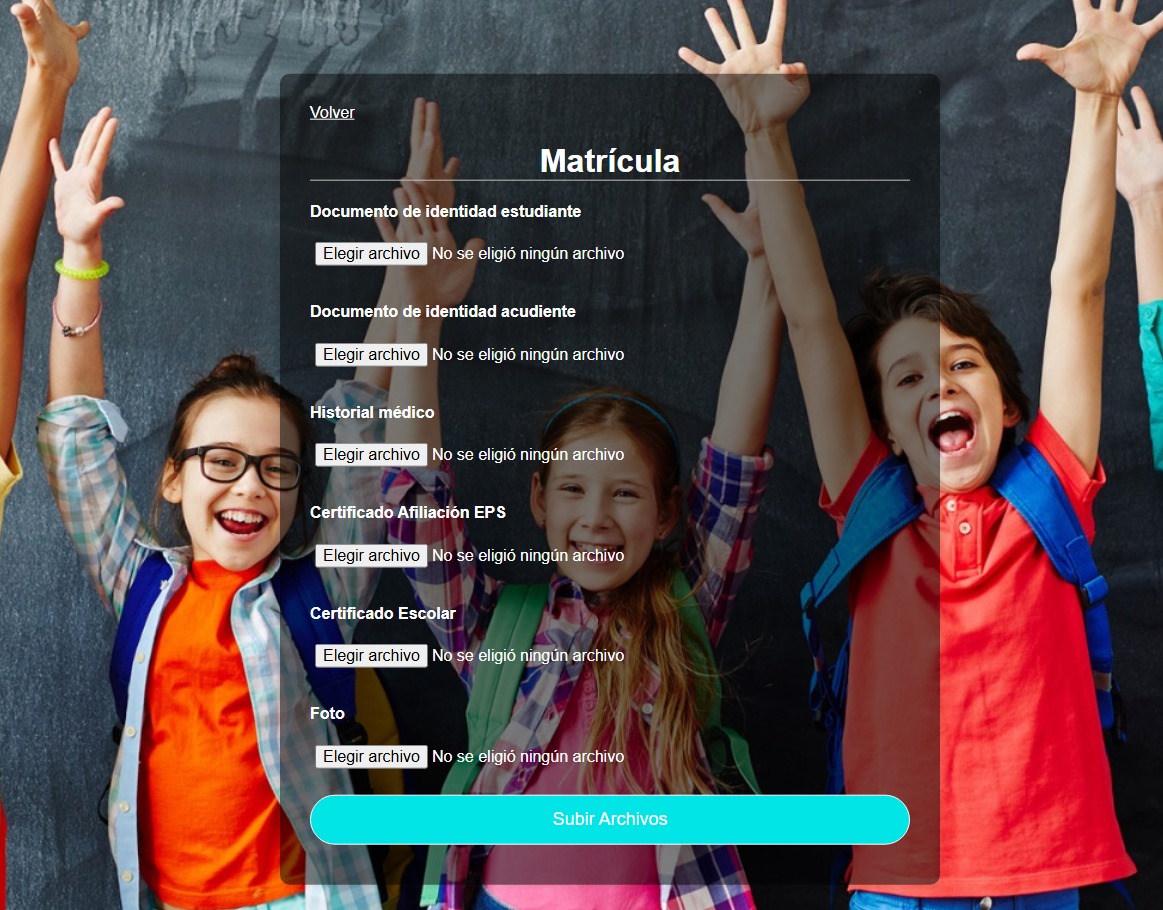 Volver
Matrícula
Documento de identidad estudiante
Elegir archivo No se eligió ningún archivo
Documento de identidad acudiente
Elegir archivo No se eligió ningún archivo
Historial médico
Elegir archivo No se eligió ningún archivo
Certificado Afiliación EPS
Elegir archivo No se eligió ningún archivo
Certificado Escolar
Elegir archivo No se eligió ningún archivo
Foto
Elegir archivo No se eligió ningún archivo
Subir Archivos